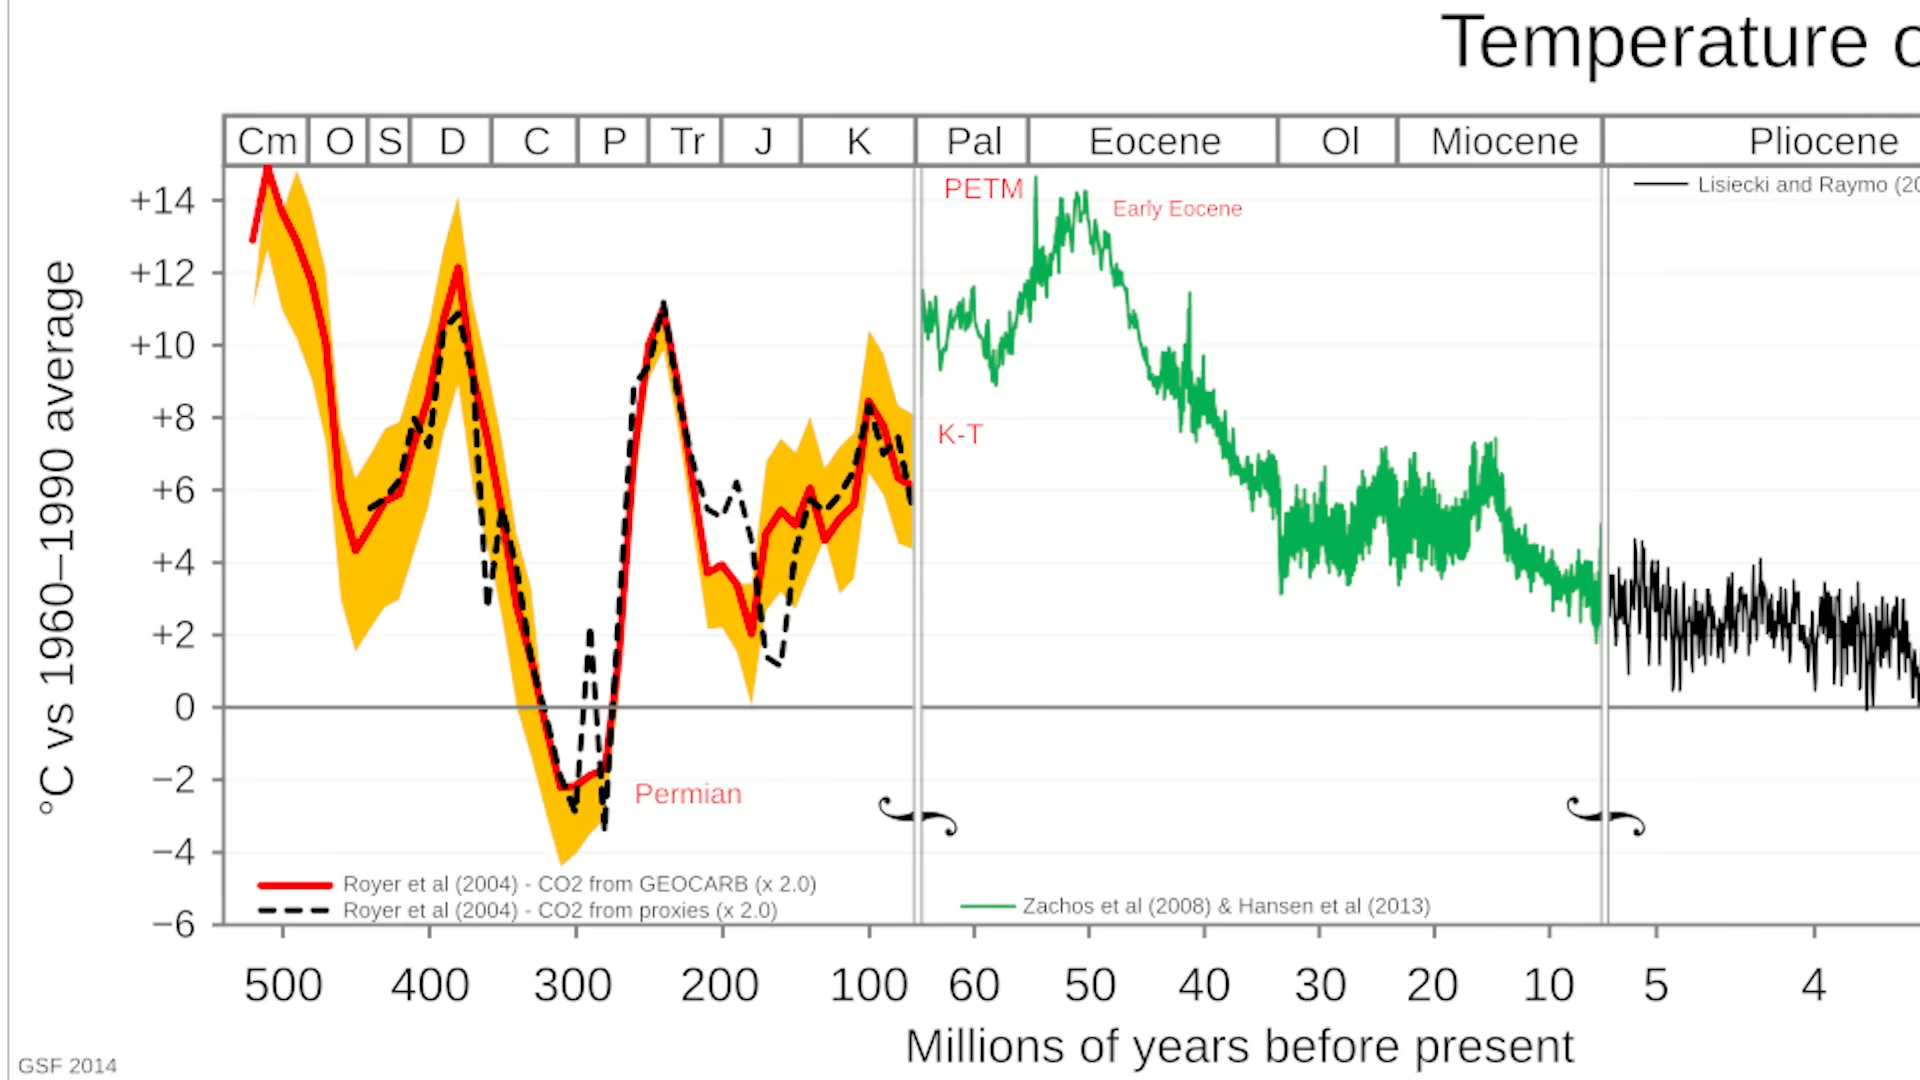 Temperature o
Cm O S D C P Tr J K Pal Eocene Ol Miocene Pliocene
PETM
Early Eocene
Lisiecki and Raymo (20
+14
+12
+10
+8
+6
+4
+2
0
−2
−4
−6
°C vs 1960–1990 average
K-T
Permian
Royer et al (2004) - CO2 from GEOCARB (x 2.0)
Royer et al (2004) - CO2 from proxies (x 2.0)
Zachos et al (2008) & Hansen et al (2013)
500 400 300 200 100 60 50 40 30 20 10 5 4
Millions of years before present
GSF 2014